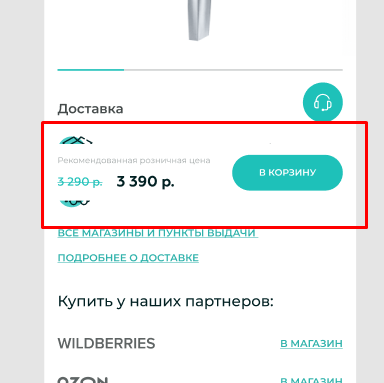 Доставка
Рекомендованная розничная цена
3 290 р. 3 390 р.
В КОРЗИНУ
ВСЕ МАГАЗИНЫ И ПУНКТЫ ВЫДАЧИ
ПОДРОБНЕЕ О ДОСТАВКЕ
Купить у наших партнеров:
WILDBERRIES В МАГАЗИН
OZON В МАГАЗИН